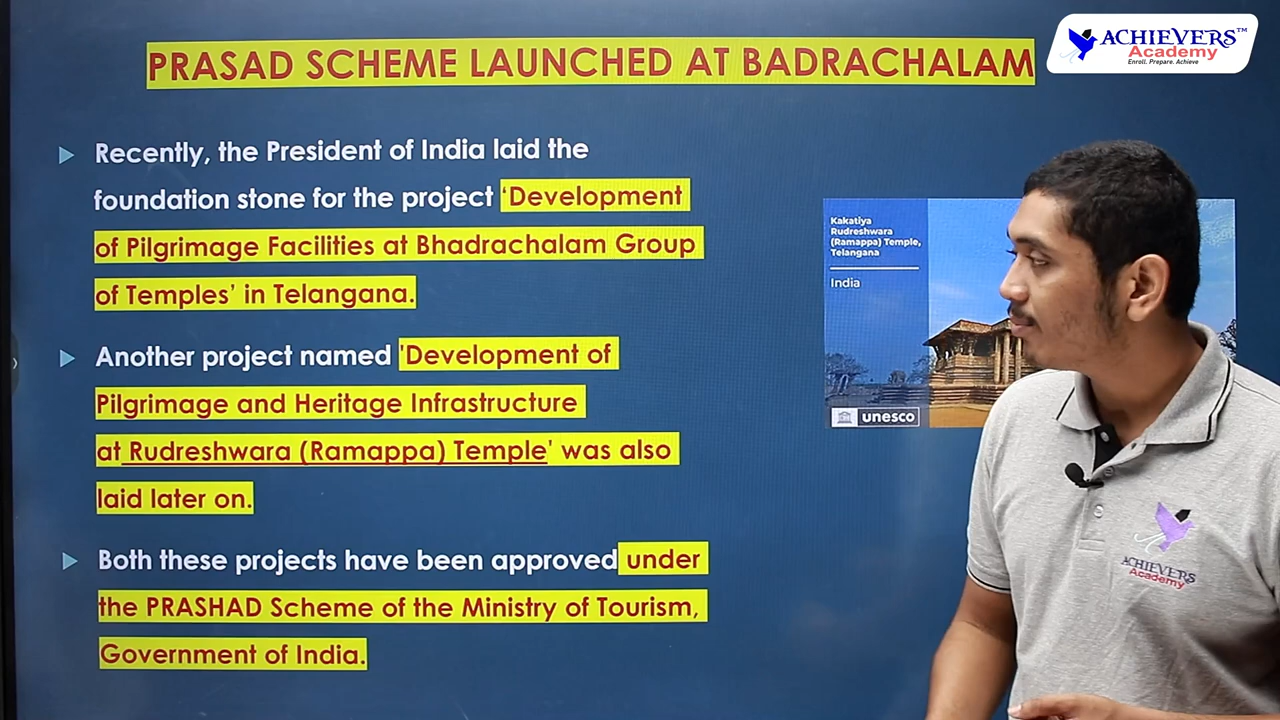 PRASAD SCHEME LAUNCHED AT BADRACHALAM
ACHIEVERS™
Academy
Enroll. Prepare. Achieve
Recently, the President of India laid the
foundation stone for the project ‘Development
of Pilgrimage Facilities at Bhadrachalam Group
of Temples’ in Telangana.
Another project named 'Development of
Pilgrimage and Heritage Infrastructure
at Rudreshwara (Ramappa) Temple' was also
laid later on.
Both these projects have been approved under
the PRASHAD Scheme of the Ministry of Tourism,
Government of India.
Kakatiya
Rudreshwara
(Ramappa) Temple,
Telangana
India
unesco
ACHIEVERS
Academy